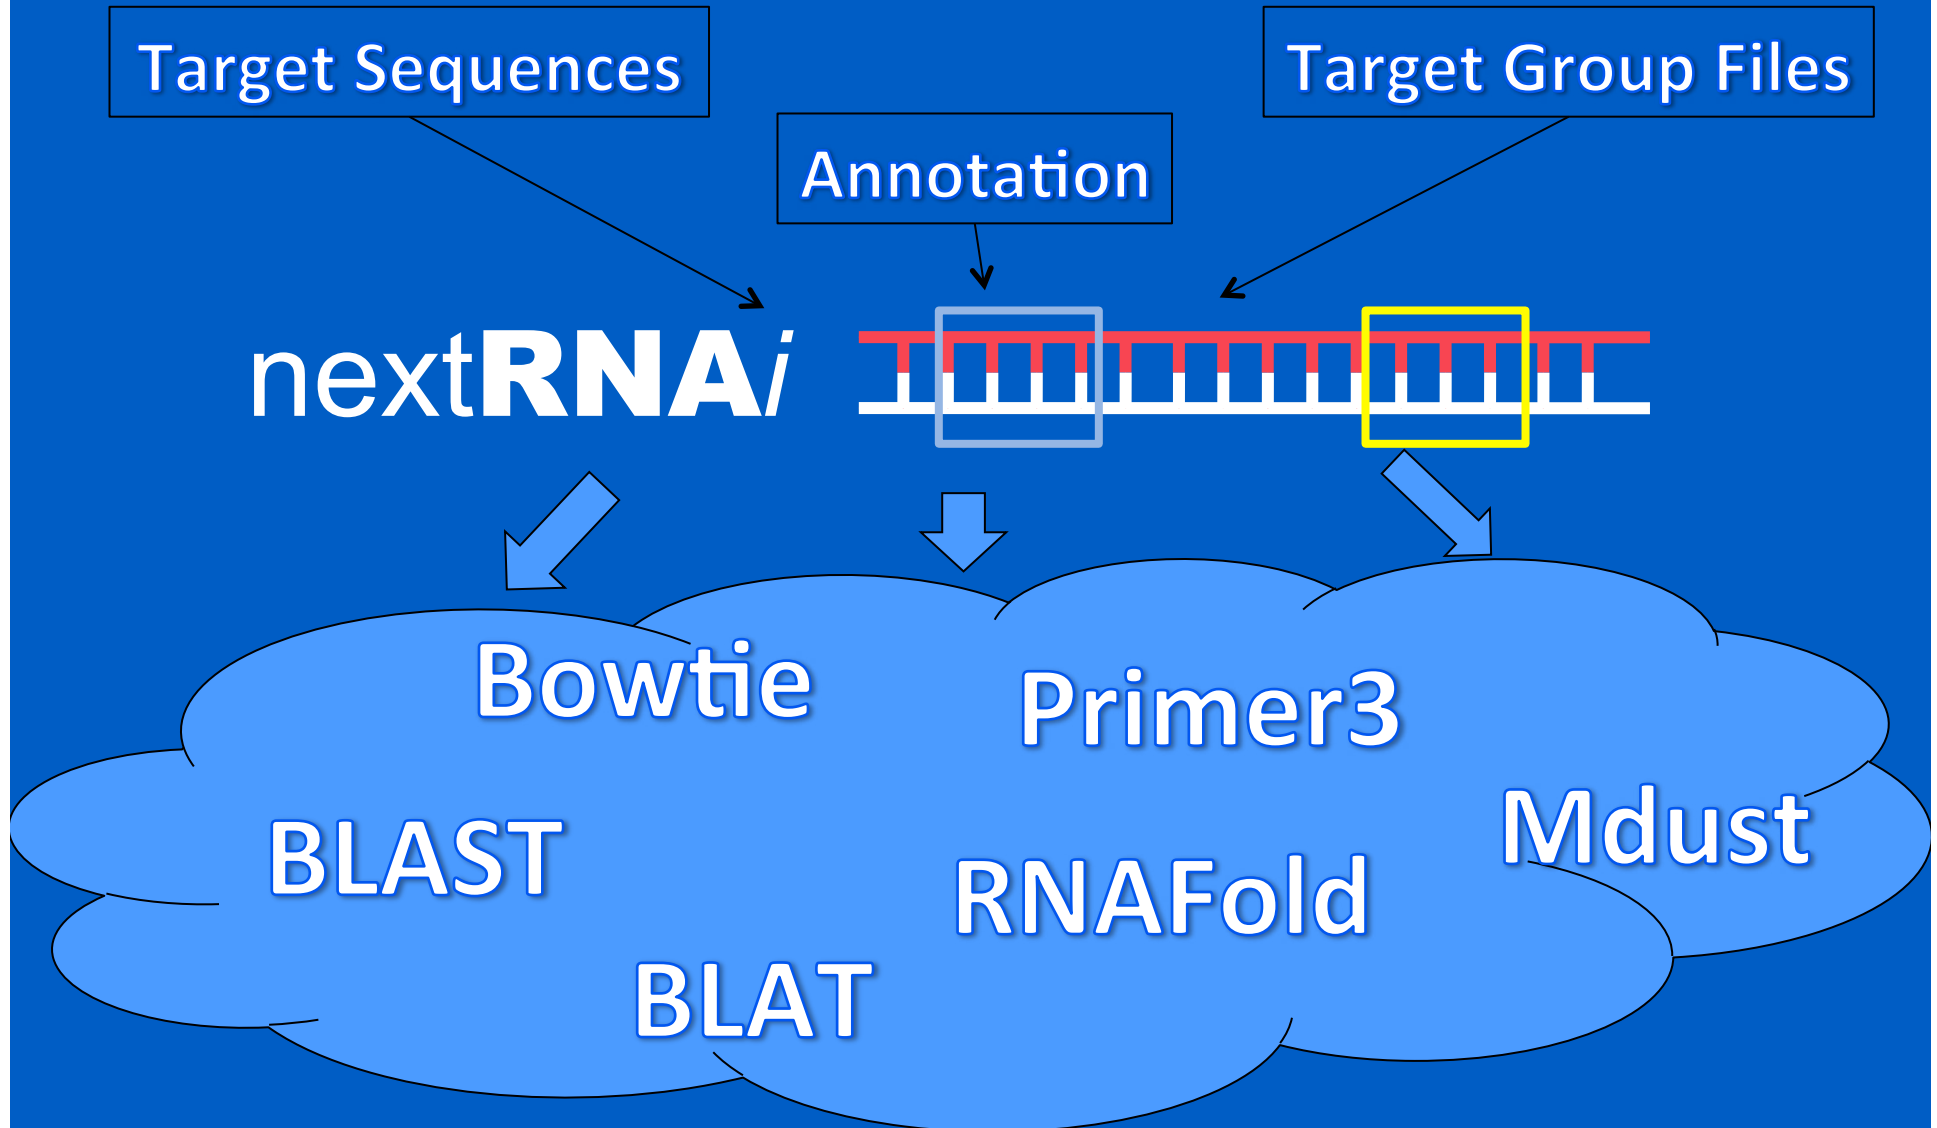 Target Sequences
Target Group Files
Annotation
nextRNAi
Bowtie
Primer3
Mdust
BLAST
RNAFold
BLAT